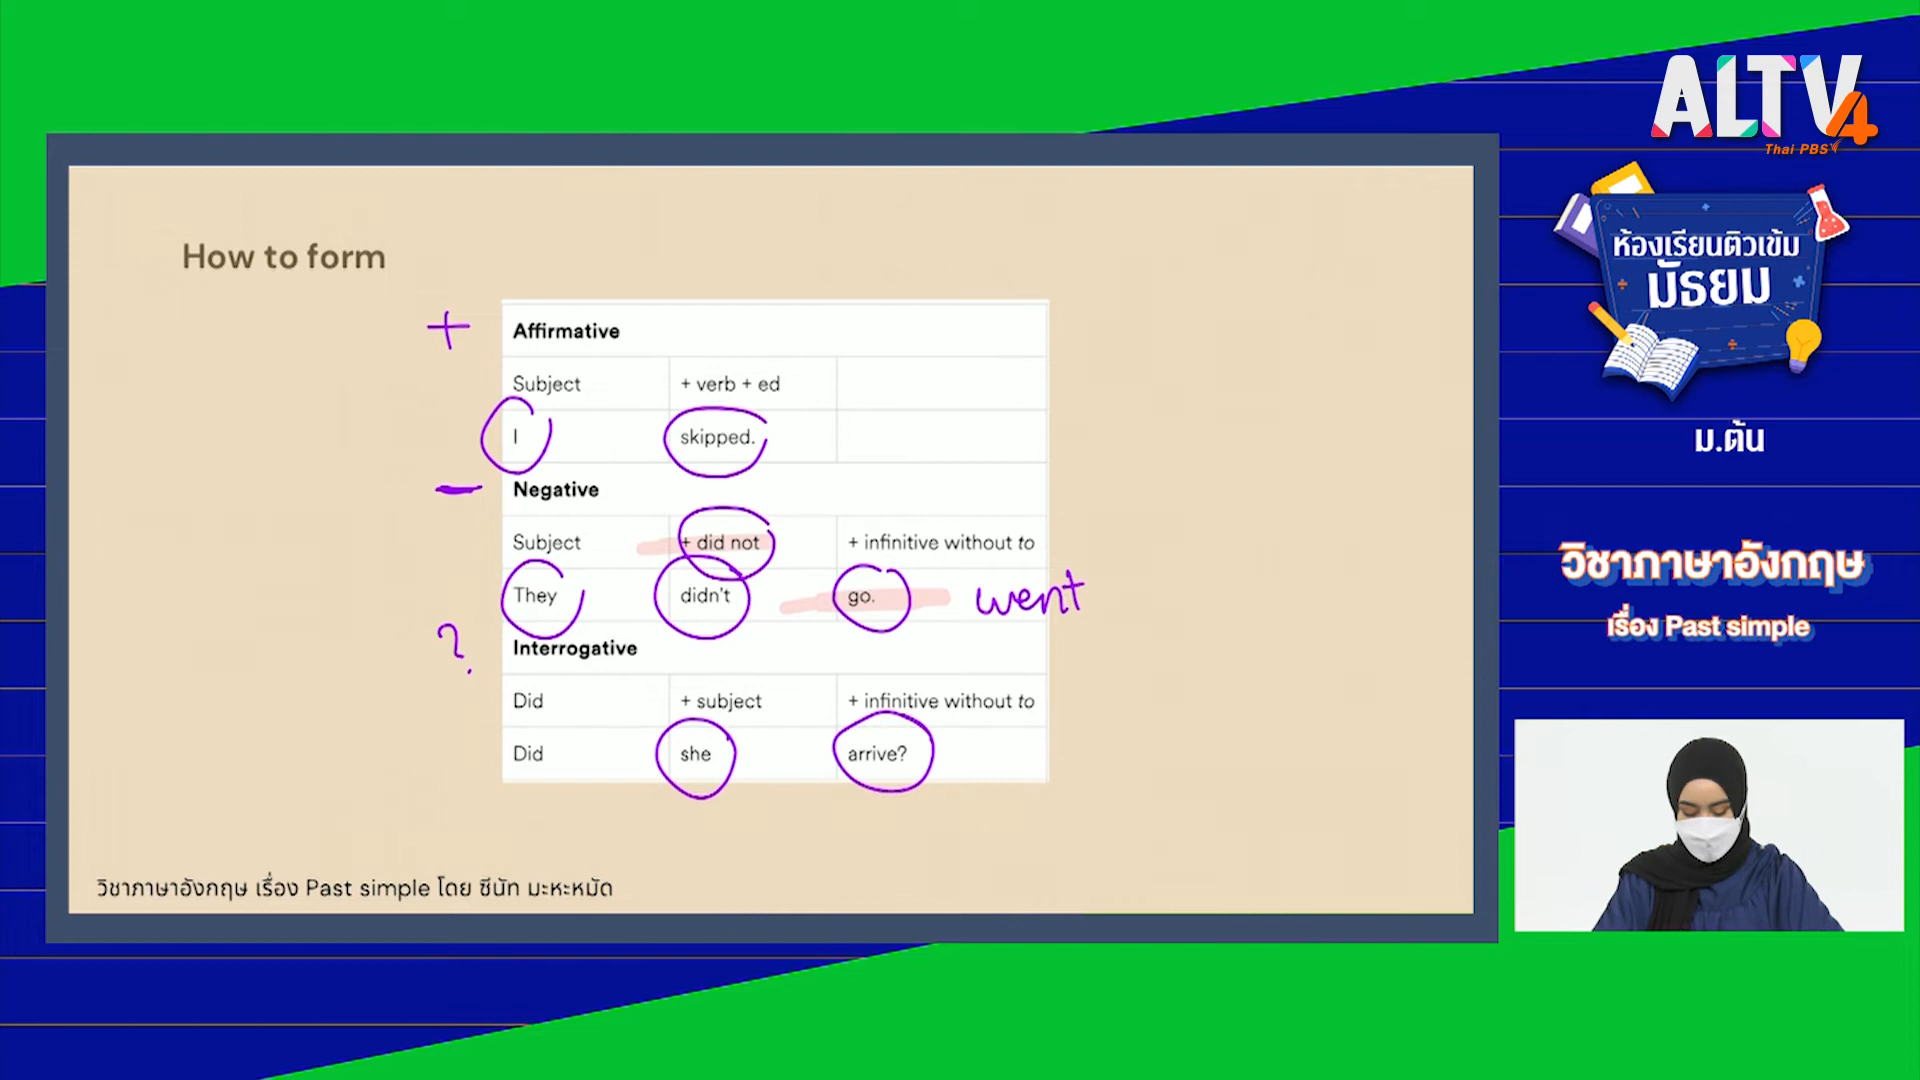 ALTV4
Thai PBS
ห้องเรียนติวเข้ม
มัธยม
ม.ต้น
วิชาภาษาอังกฤษ
เรื่อง Past simple
How to form
+
Affirmative
Subject + verb + ed
I skipped.
-
Negative
Subject + did not + infinitive without to
They didn't go. went
?
Interrogative
Did + subject + infinitive without to
Did she arrive?
วิชาภาษาอังกฤษ เรื่อง Past simple โดย ซีนัท มะหะหมัด